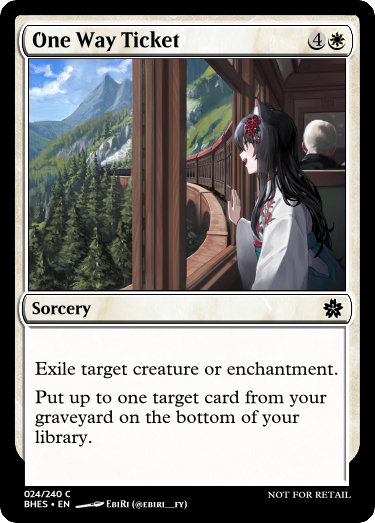 One Way Ticket 4
Sorcery
Exile target creature or enchantment.
Put up to one target card from your
graveyard on the bottom of your
library.
024/240 C
BHES • EN EbiRi (@ebiri__fy)
NOT FOR RETAIL